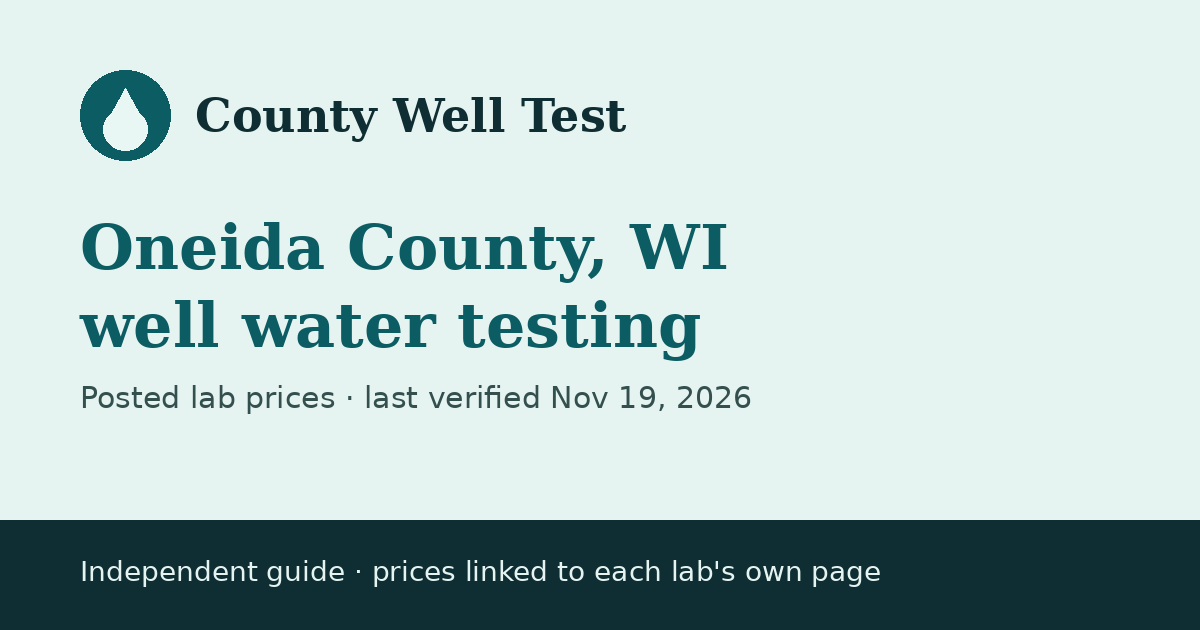 County Well Test
Oneida County, WI
well water testing
Posted lab prices · last verified Nov 19, 2026
Independent guide · prices linked to each lab's own page